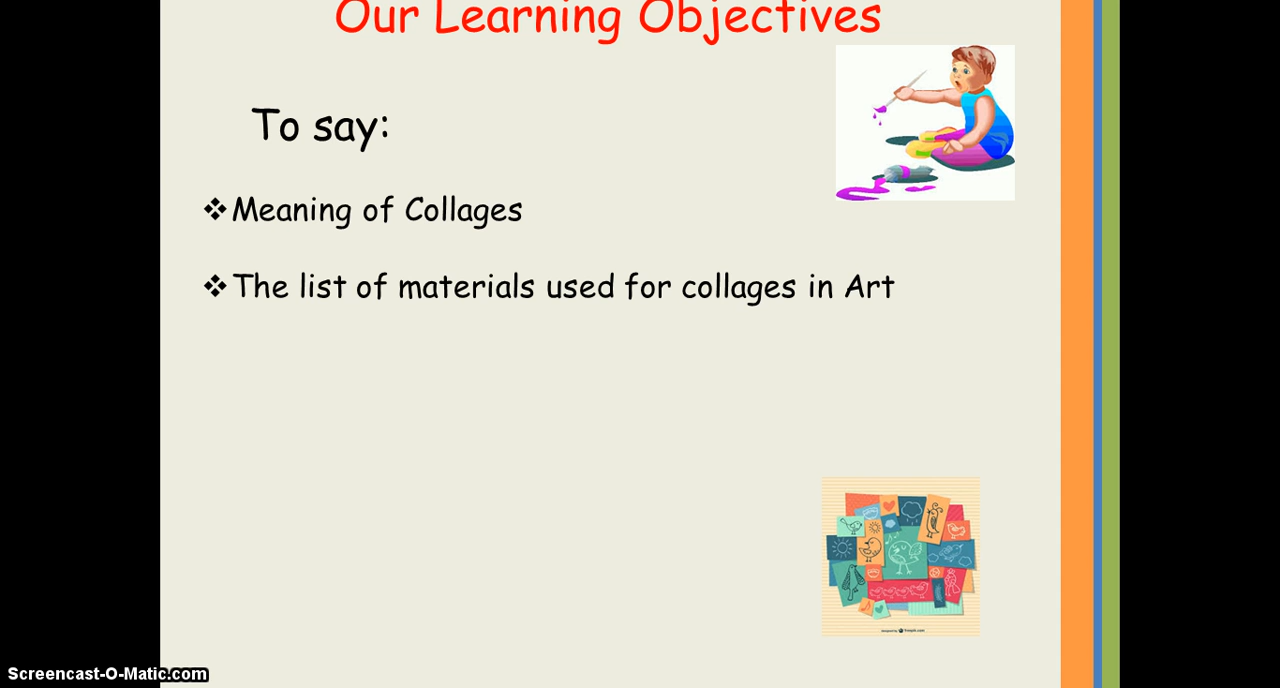 Our Learning Objectives
To say:
Meaning of Collages
The list of materials used for collages in Art
Screencast-O-Matic.com